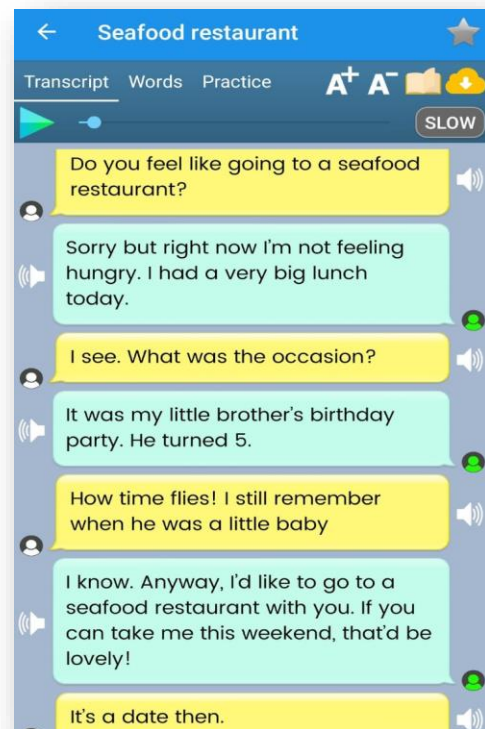 Seafood restaurant
Transcript Words Practice A+ A-
SLOW
Do you feel like going to a seafood
restaurant?
Sorry but right now I'm not feeling
hungry. I had a very big lunch
today.
I see. What was the occasion?
It was my little brother's birthday
party. He turned 5.
How time flies! I still remember
when he was a little baby
I know. Anyway, I'd like to go to a
seafood restaurant with you. If you
can take me this weekend, that'd be
lovely!
It's a date then.